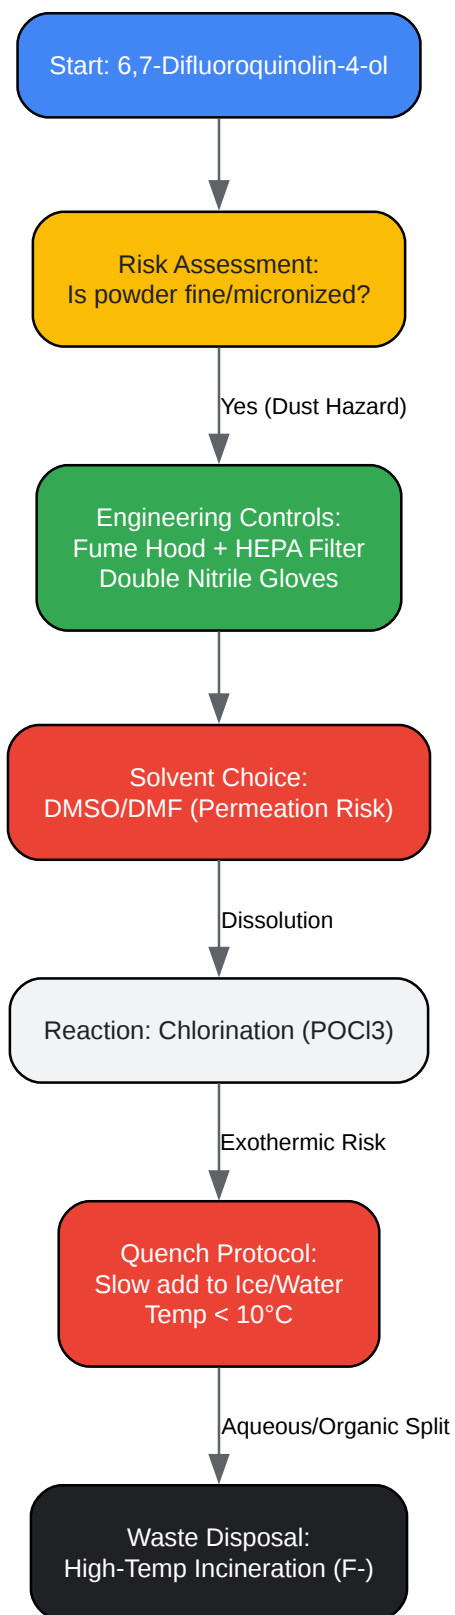 Start: 6,7-Difluoroquinolin-4-ol
Risk Assessment:
Is powder fine/micronized?
Yes (Dust Hazard)
Engineering Controls:
Fume Hood + HEPA Filter
Double Nitrile Gloves
Solvent Choice:
DMSO/DMF (Permeation Risk)
Dissolution
Reaction: Chlorination (POCl3)
Exothermic Risk
Quench Protocol:
Slow add to Ice/Water
Temp < 10°C
Aqueous/Organic Split
Waste Disposal:
High-Temp Incineration (F-)